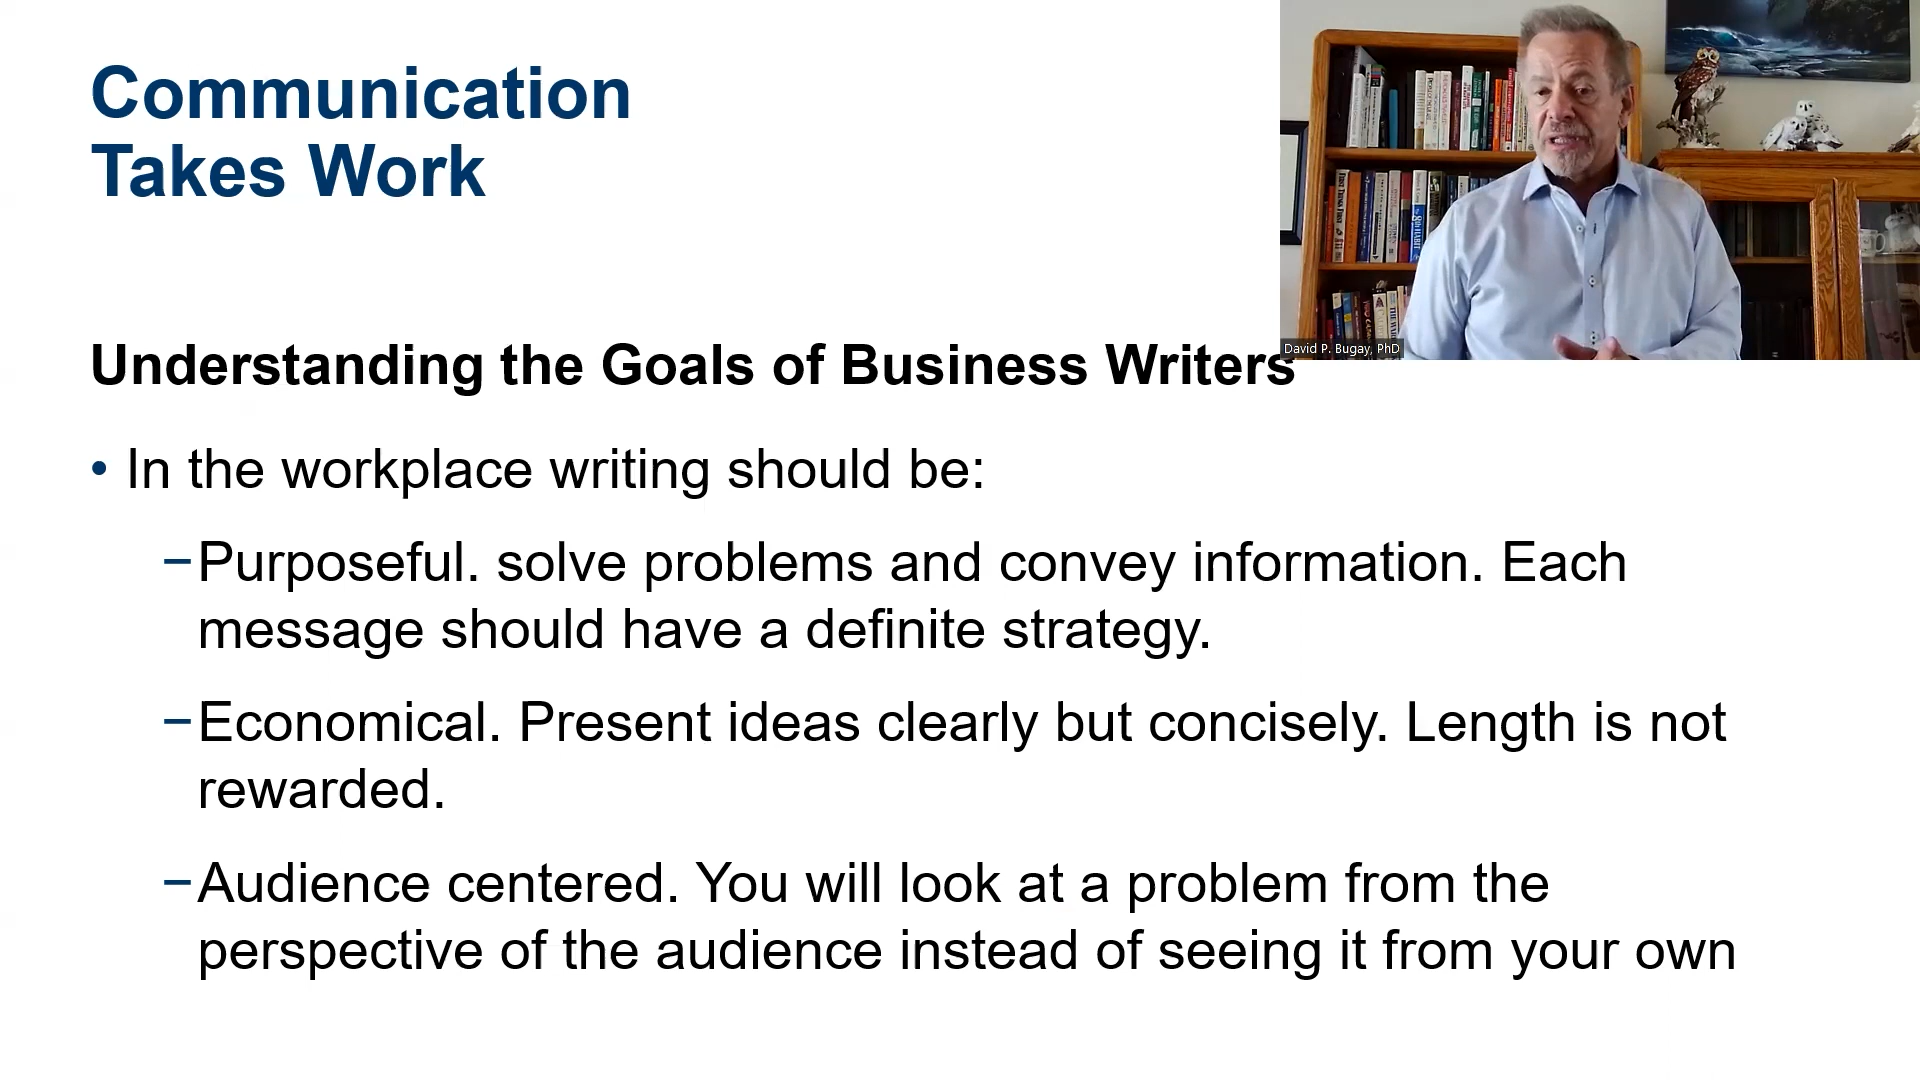 Communication
Takes Work
David P. Bugay, PhD
Understanding the Goals of Business Writers
• In the workplace writing should be:
–Purposeful. solve problems and convey information. Each
message should have a definite strategy.
–Economical. Present ideas clearly but concisely. Length is not
rewarded.
–Audience centered. You will look at a problem from the
perspective of the audience instead of seeing it from your own